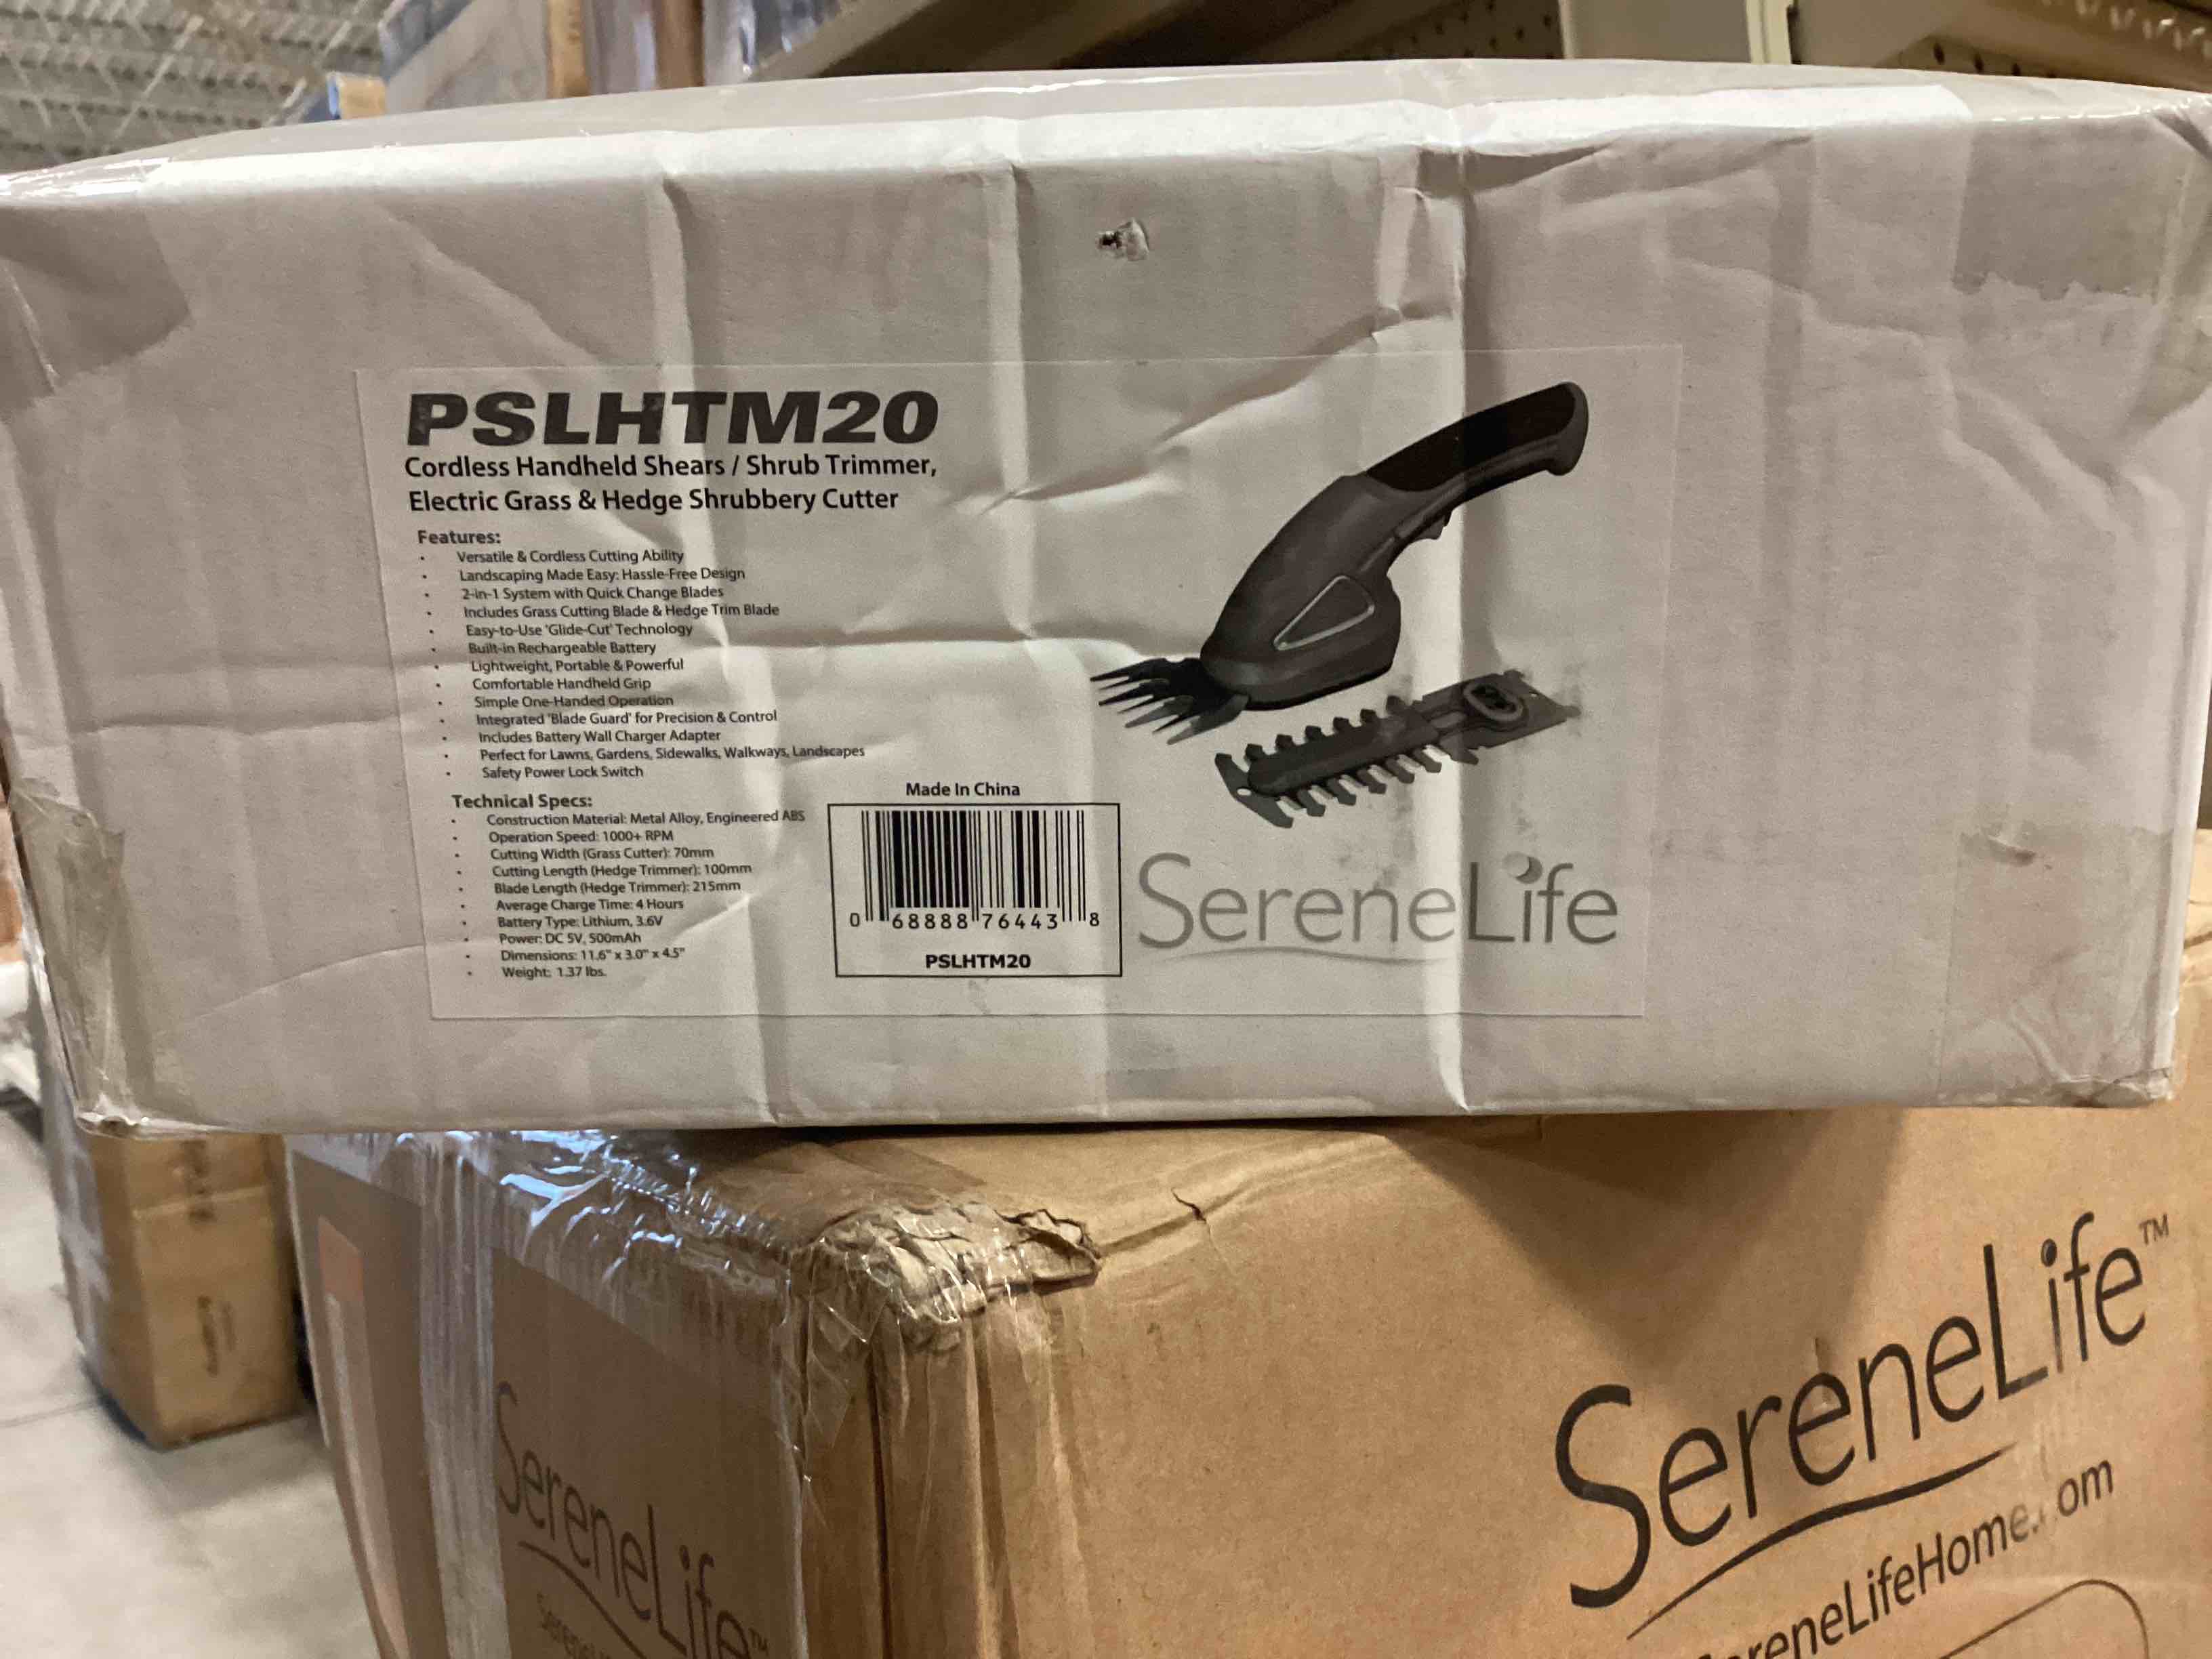 PSLHTM20
Cordless Handheld Shears / Shrub Trimmer,
Electric Grass & Hedge Shrubbery Cutter
Features:
• Versatile & Cordless Cutting Ability
• Landscaping Made Easy: Hassle-Free Design
• 2-in-1 System with Quick Change Blades
• Includes Grass Cutting Blade & Hedge Trim Blade
• Easy-to-Use 'Glide-Cut' Technology
• Built-in Rechargeable Battery
• Lightweight, Portable & Powerful
• Comfortable Handheld Grip
• Simple One-Handed Operation
• Integrated 'Blade Guard' for Precision & Control
• Includes Battery Wall Charger Adapter
• Perfect for Lawns, Gardens, Sidewalks, Walkways, Landscapes
• Safety Power Lock Switch
Technical Specs:
• Construction Material: Metal Alloy, Engineered ABS
• Operation Speed: 1000+ RPM
• Cutting Width (Grass Cutter): 70mm
• Cutting Length (Hedge Trimmer): 100mm
• Blade Length (Hedge Trimmer): 215mm
• Average Charge Time: 4 Hours
• Battery Type: Lithium, 3.6V
• Power: DC 5V, 500mAh
• Dimensions: 11.6" x 3.0" x 4.5"
• Weight: 1.37 lbs.
Made In China
0 68888 76443 8
PSLHTM20
SereneLife
SereneLife™
SereneLife™
ereneLifeHome. om